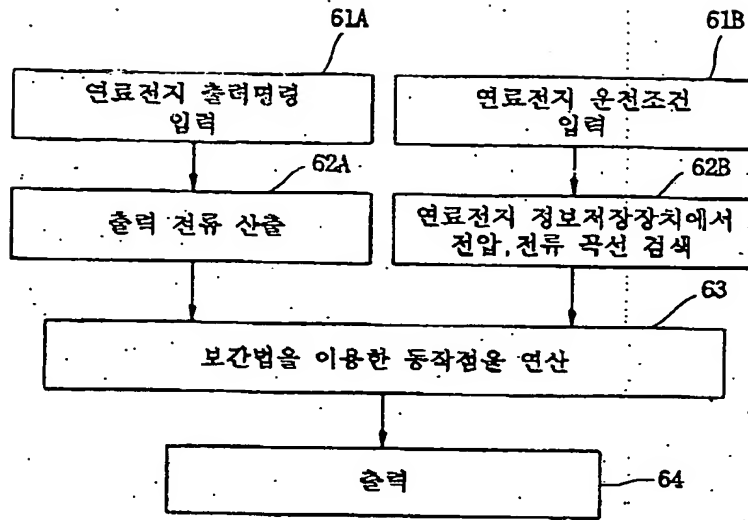 61A
61B
연료전지 출력명령
입력
연료전지 운전조건
입력
62A
62B
출력 전류 산출
연료전지 정보저장장치에서
전압,전류 곡선 검색
63
보간법을 이용한 동작점을 연산
출력
64